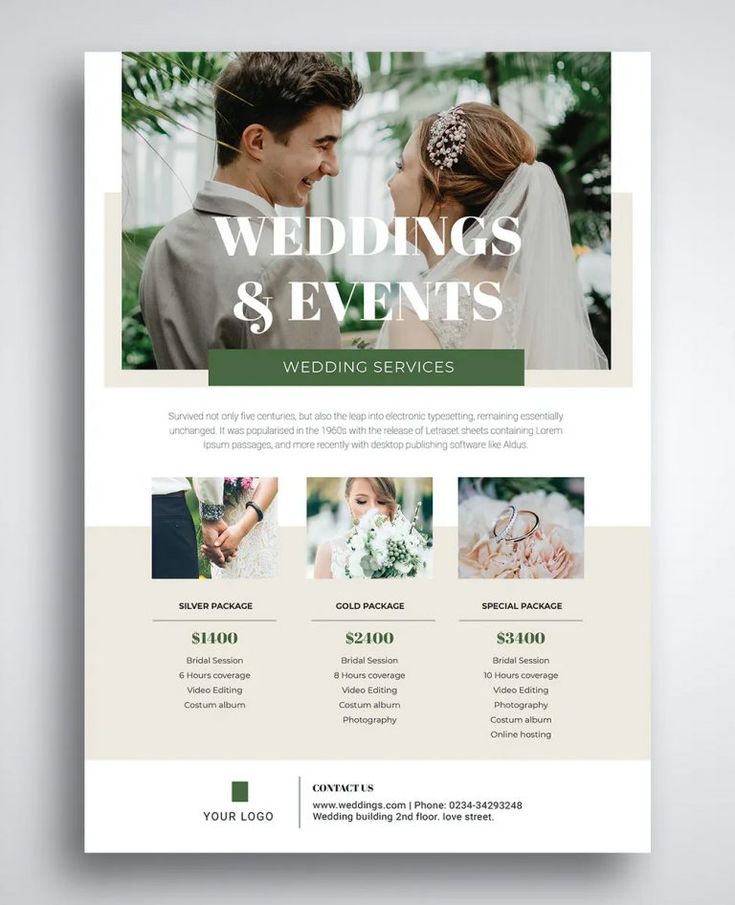 WEDDINGS
& EVENTS
WEDDING SERVICES
Survived not only five centuries, but also the leap into electronic typesetting, remaining essentially
unchanged. It was popularised in the 1960s with the release of Letraset sheets containing Lorem
Ipsum passages, and more recently with desktop publishing software like Aldus.
SILVER PACKAGE
$1400
Bridal Session
6 Hours coverage
Video Editing
Costum album
GOLD PACKAGE
$2400
Bridal Session
8 Hours coverage
Video Editing
Costum album
Photography
SPECIAL PACKAGE
$3400
Bridal Session
10 Hours coverage
Video Editing
Photography
Costum album
Online hosting
YOUR LOGO
CONTACT US
www.weddings.com | Phone: 0234-34293248
Wedding building 2nd floor. love street.